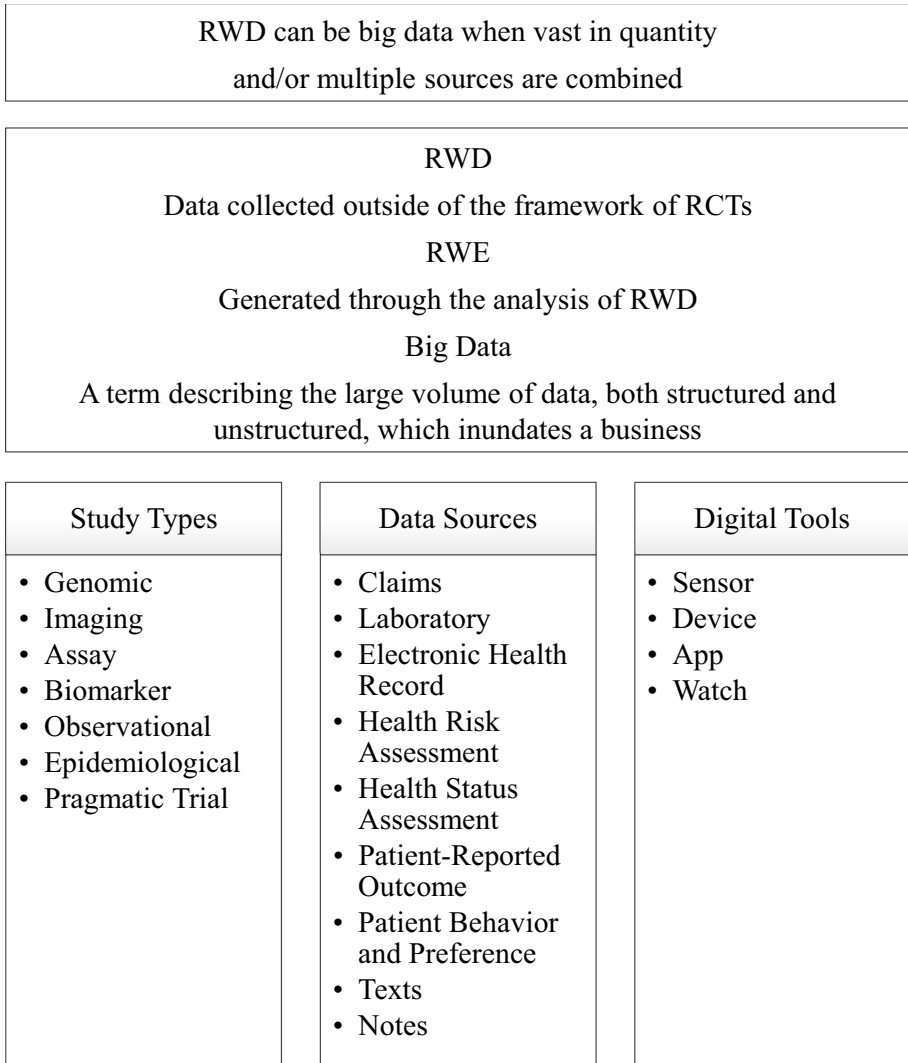 RWD can be big data when vast in quantity
and/or multiple sources are combined
RWD
Data collected outside of the framework of RCTs
RWE
Generated through the analysis of RWD
Big Data
A term describing the large volume of data, both structured and
unstructured, which inundates a business
Study Types
• Genomic
• Imaging
• Assay
• Biomarker
• Observational
• Epidemiological
• Pragmatic Trial
Data Sources
• Claims
• Laboratory
• Electronic Health
Record
• Health Risk
Assessment
• Health Status
Assessment
• Patient-Reported
Outcome
• Patient Behavior
and Preference
• Texts
• Notes
Digital Tools
• Sensor
• Device
• App
• Watch